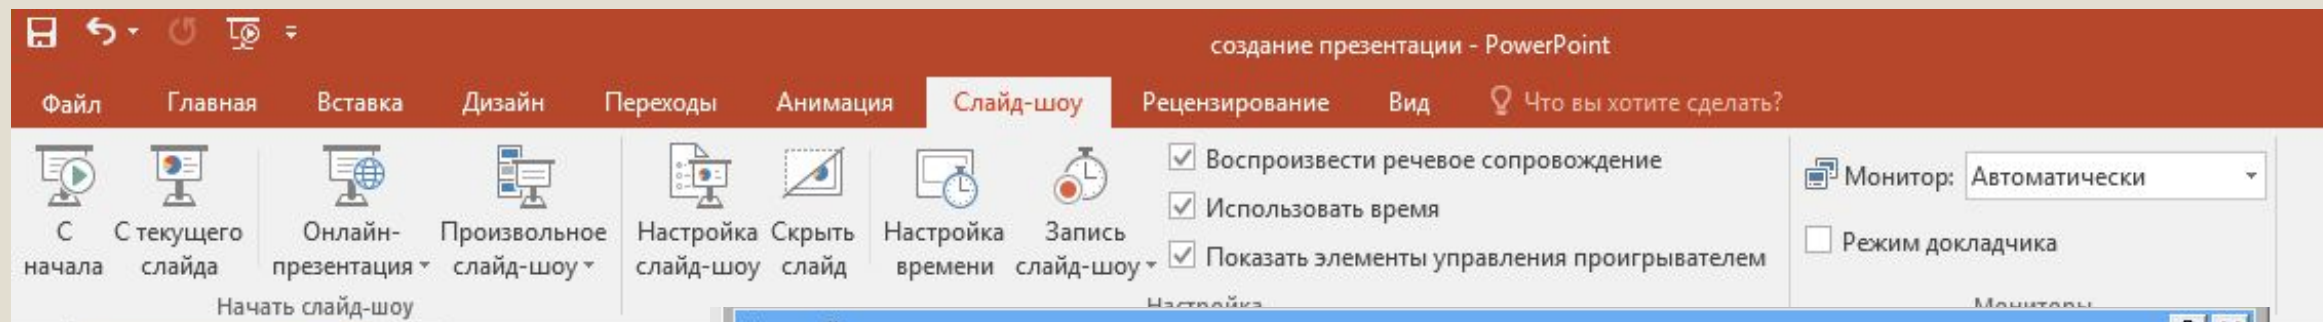 создание презентации - PowerPoint
Файл Главная Вставка Дизайн Переходы Анимация Слайд-шоу Рецензирование Вид Что вы хотите сделать?
С начала
С текущего слайда
Онлайн-презентация
Произвольное слайд-шоу
Начать слайд-шоу
Настройка слайд-шоу
Скрыть слайд
Настройка времени
Запись слайд-шоу
Воспроизвести речевое сопровождение
Использовать время
Показать элементы управления проигрывателем
Настройка
Монитор: Автоматически
Режим докладчика
Мониторы